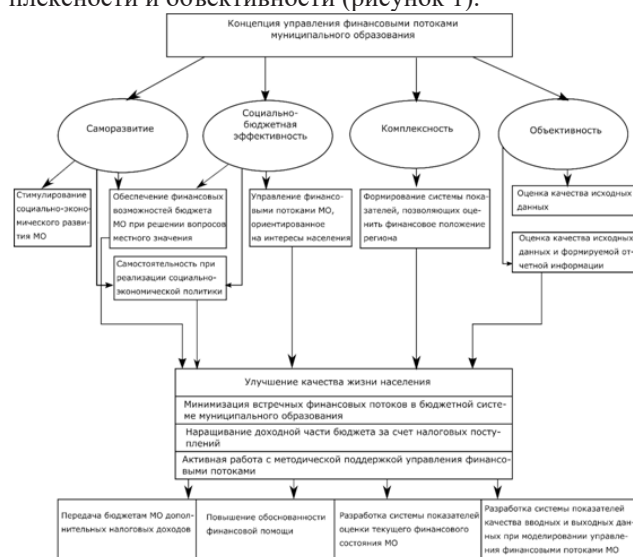 плексности и объективности (рисунок 1).
Концепция управления финансовыми потоками
муниципального образования
Саморазвитие
Социально-
бюджетная
эффективность
Комплексность
Объективность
Стимулирование
социально-эконо-
мического разви-
тия МО
Обеспечение финансовых
возможностей бюджета
МО при решении вопросов
местного значения
Управление финансо-
выми потоками МО,
ориентированное
на интересы населения
Формирование системы пока-
зателей, позволяющих оце-
нить финансовое положение
региона
Оценка качества исходных
данных
Самостоятельность при
реализации социально-
экономической политики
Оценка качества исходных
данных и формируемой от-
четной информации
Улучшение качества жизни населения
Минимизация встречных финансовых потоков в бюджетной систе-
ме муниципального образования
Наращивание доходной части бюджета за счет налоговых посту-
плений
Активная работа с методической поддержкой управления финансо-
выми потоками
Передача бюджетам МО допол-
нительных налоговых доходов
Повышение обоснованности
финансовой помощи
Разработка системы показателей
оценки текущего финансового
состояния МО
Разработка системы показателей
качества вводных и выходных дан-
ных при моделировании управле-
ния финансовыми потоками МО